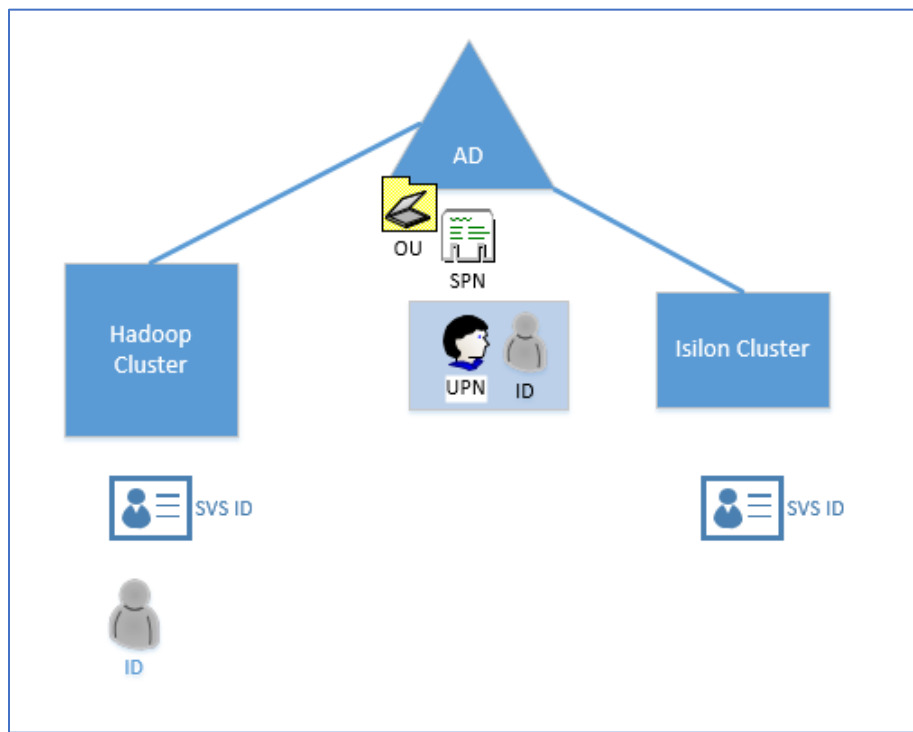 AD
OU
SPN
Hadoop
Cluster
UPN
ID
Isilon Cluster
SVS ID
SVS ID
ID